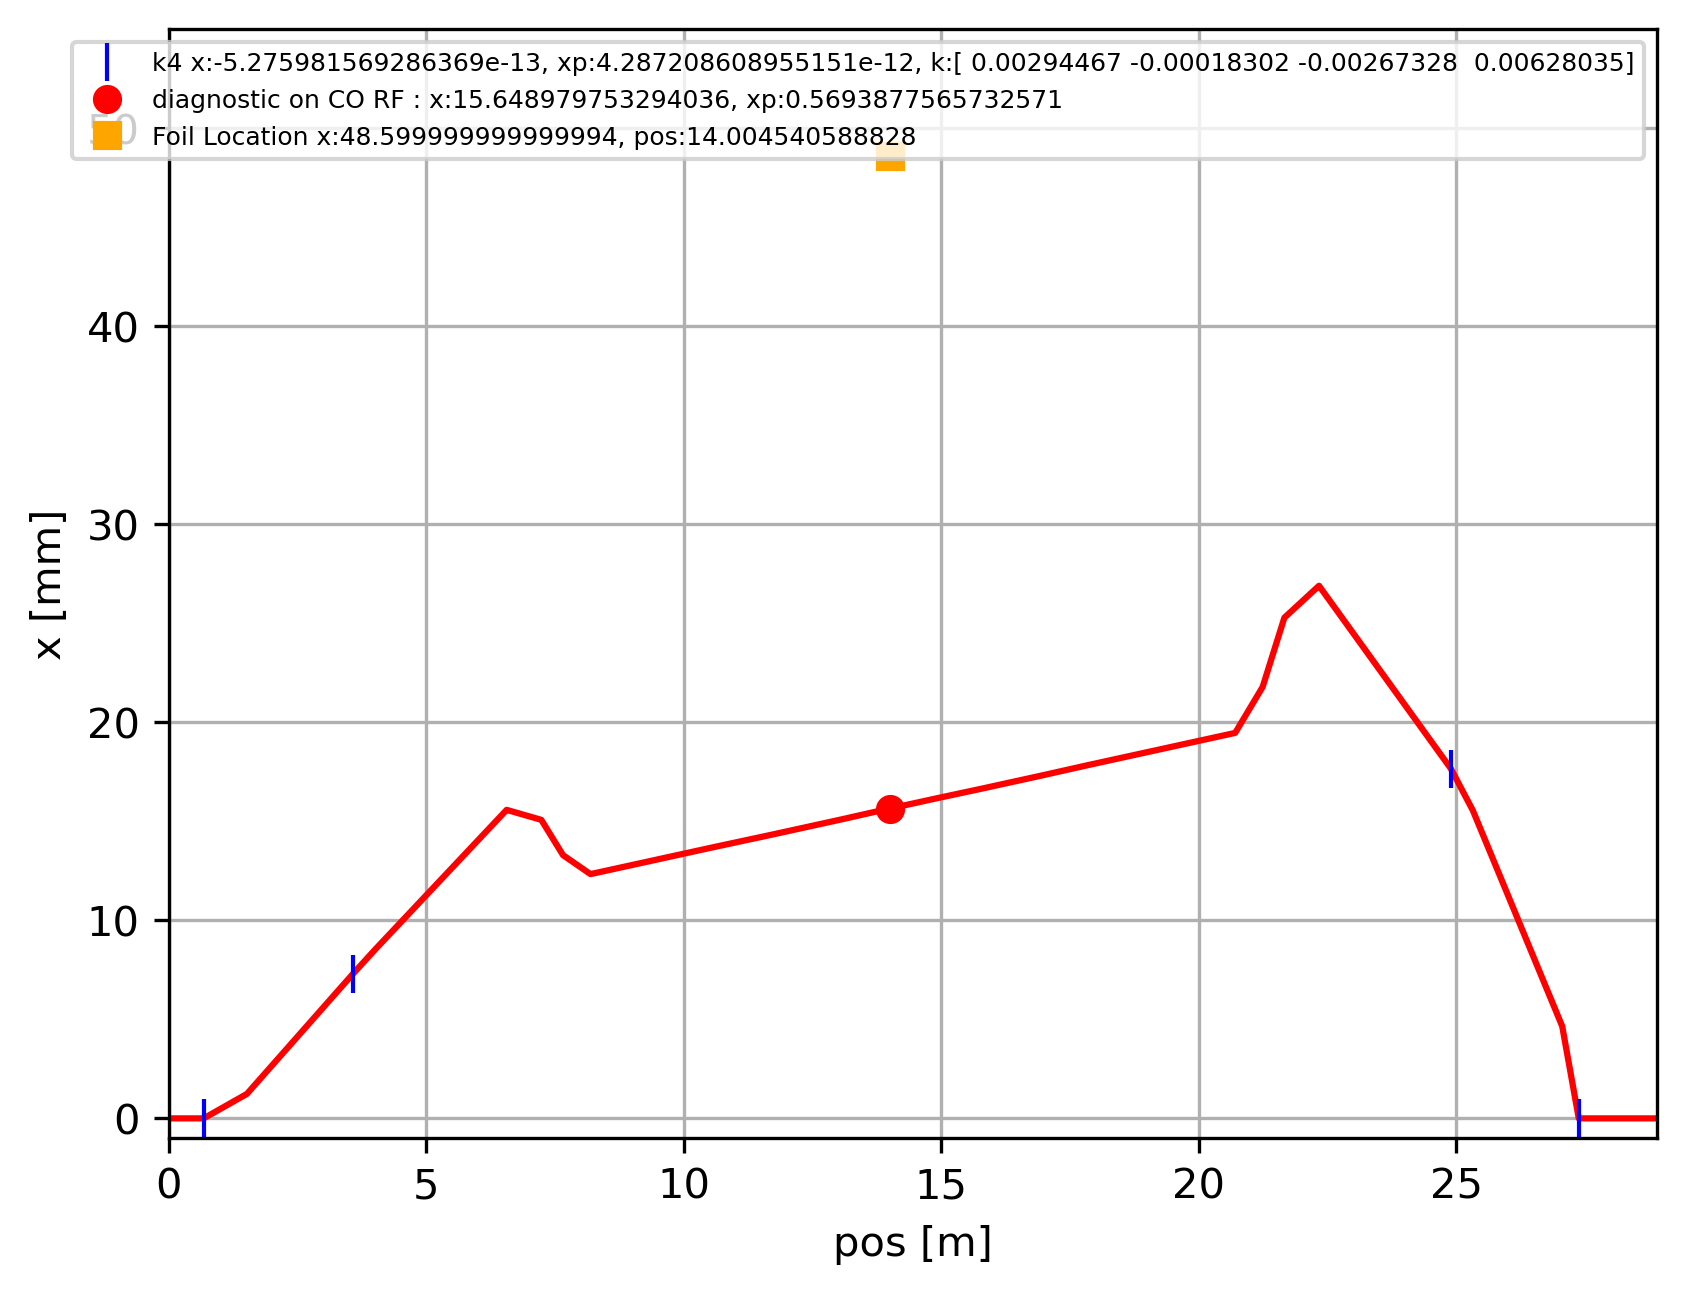 k4 x:-5.275981569286369e-13, xp:4.287208608955151e-12, k:[ 0.00294467 -0.00018302 -0.00267328  0.00628035]
diagnostic on CO RF : x:15.648979753294036, xp:0.5693877565732571
Foil Location x:48.599999999999994, pos:14.004540588828
50
40
30
20
10
0
x [mm]
0 5 10 15 20 25
pos [m]